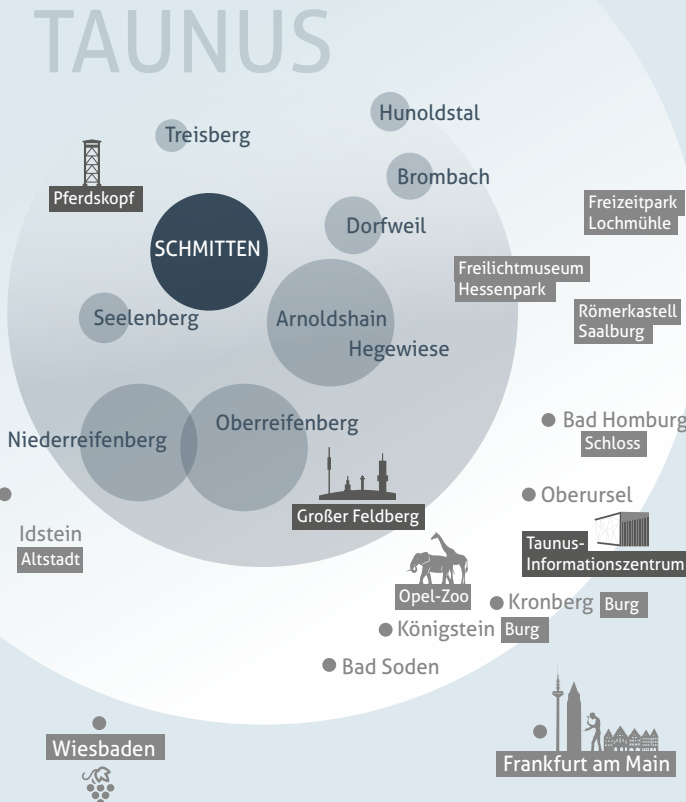 TAUNUS
Hunoldstal
Treisberg
Brombach
Pferdskopf
Freizeitpark
Lochmühle
Dorfweil
SCHMITTEN
Freilichtmuseum
Hessenpark
Römerkastell
Saalburg
Seelenberg
Arnoldshain
Hegewiese
Oberreifenberg
Niederreifenberg
Bad Homburg
Schloss
Oberursel
Großer Feldberg
Idstein
Altstadt
Taunus-
Informationszentrum
Opel-Zoo
Kronberg Burg
Königstein Burg
Bad Soden
Wiesbaden
Frankfurt am Main